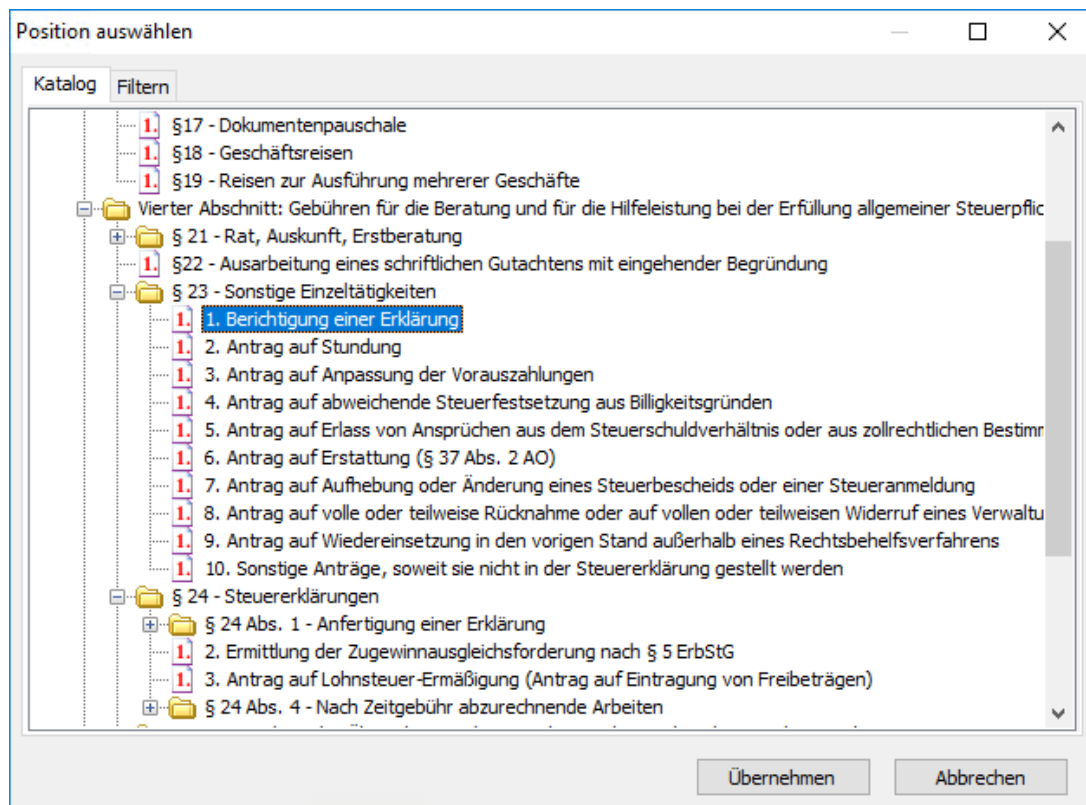 Position auswählen
Katalog Filtern
1. §17 - Dokumentenpauschale
1. §18 - Geschäftsreisen
1. §19 - Reisen zur Ausführung mehrerer Geschäfte
Vierter Abschnitt: Gebühren für die Beratung und für die Hilfeleistung bei der Erfüllung allgemeiner Steuerpflic
§ 21 - Rat, Auskunft, Erstberatung
1. §22 - Ausarbeitung eines schriftlichen Gutachtens mit eingehender Begründung
§ 23 - Sonstige Einzeltätigkeiten
1. 1. Berichtigung einer Erklärung
1. 2. Antrag auf Stundung
1. 3. Antrag auf Anpassung der Vorauszahlungen
1. 4. Antrag auf abweichende Steuerfestsetzung aus Billigkeitsgründen
1. 5. Antrag auf Erlass von Ansprüchen aus dem Steuerschuldverhältnis oder aus zollrechtlichen Bestimm
1. 6. Antrag auf Erstattung (§ 37 Abs. 2 AO)
1. 7. Antrag auf Aufhebung oder Änderung eines Steuerbescheids oder einer Steueranmeldung
1. 8. Antrag auf volle oder teilweise Rücknahme oder auf vollen oder teilweisen Widerruf eines Verwaltu
1. 9. Antrag auf Wiedereinsetzung in den vorigen Stand außerhalb eines Rechtsbehelfsverfahrens
1. 10. Sonstige Anträge, soweit sie nicht in der Steuererklärung gestellt werden
§ 24 - Steuererklärungen
§ 24 Abs. 1 - Anfertigung einer Erklärung
1. 2. Ermittlung der Zugewinnausgleichsforderung nach § 5 ErbStG
1. 3. Antrag auf Lohnsteuer-Ermäßigung (Antrag auf Eintragung von Freibeträgen)
§ 24 Abs. 4 - Nach Zeitgebühr abzurechnende Arbeiten
Übernehmen Abbrechen